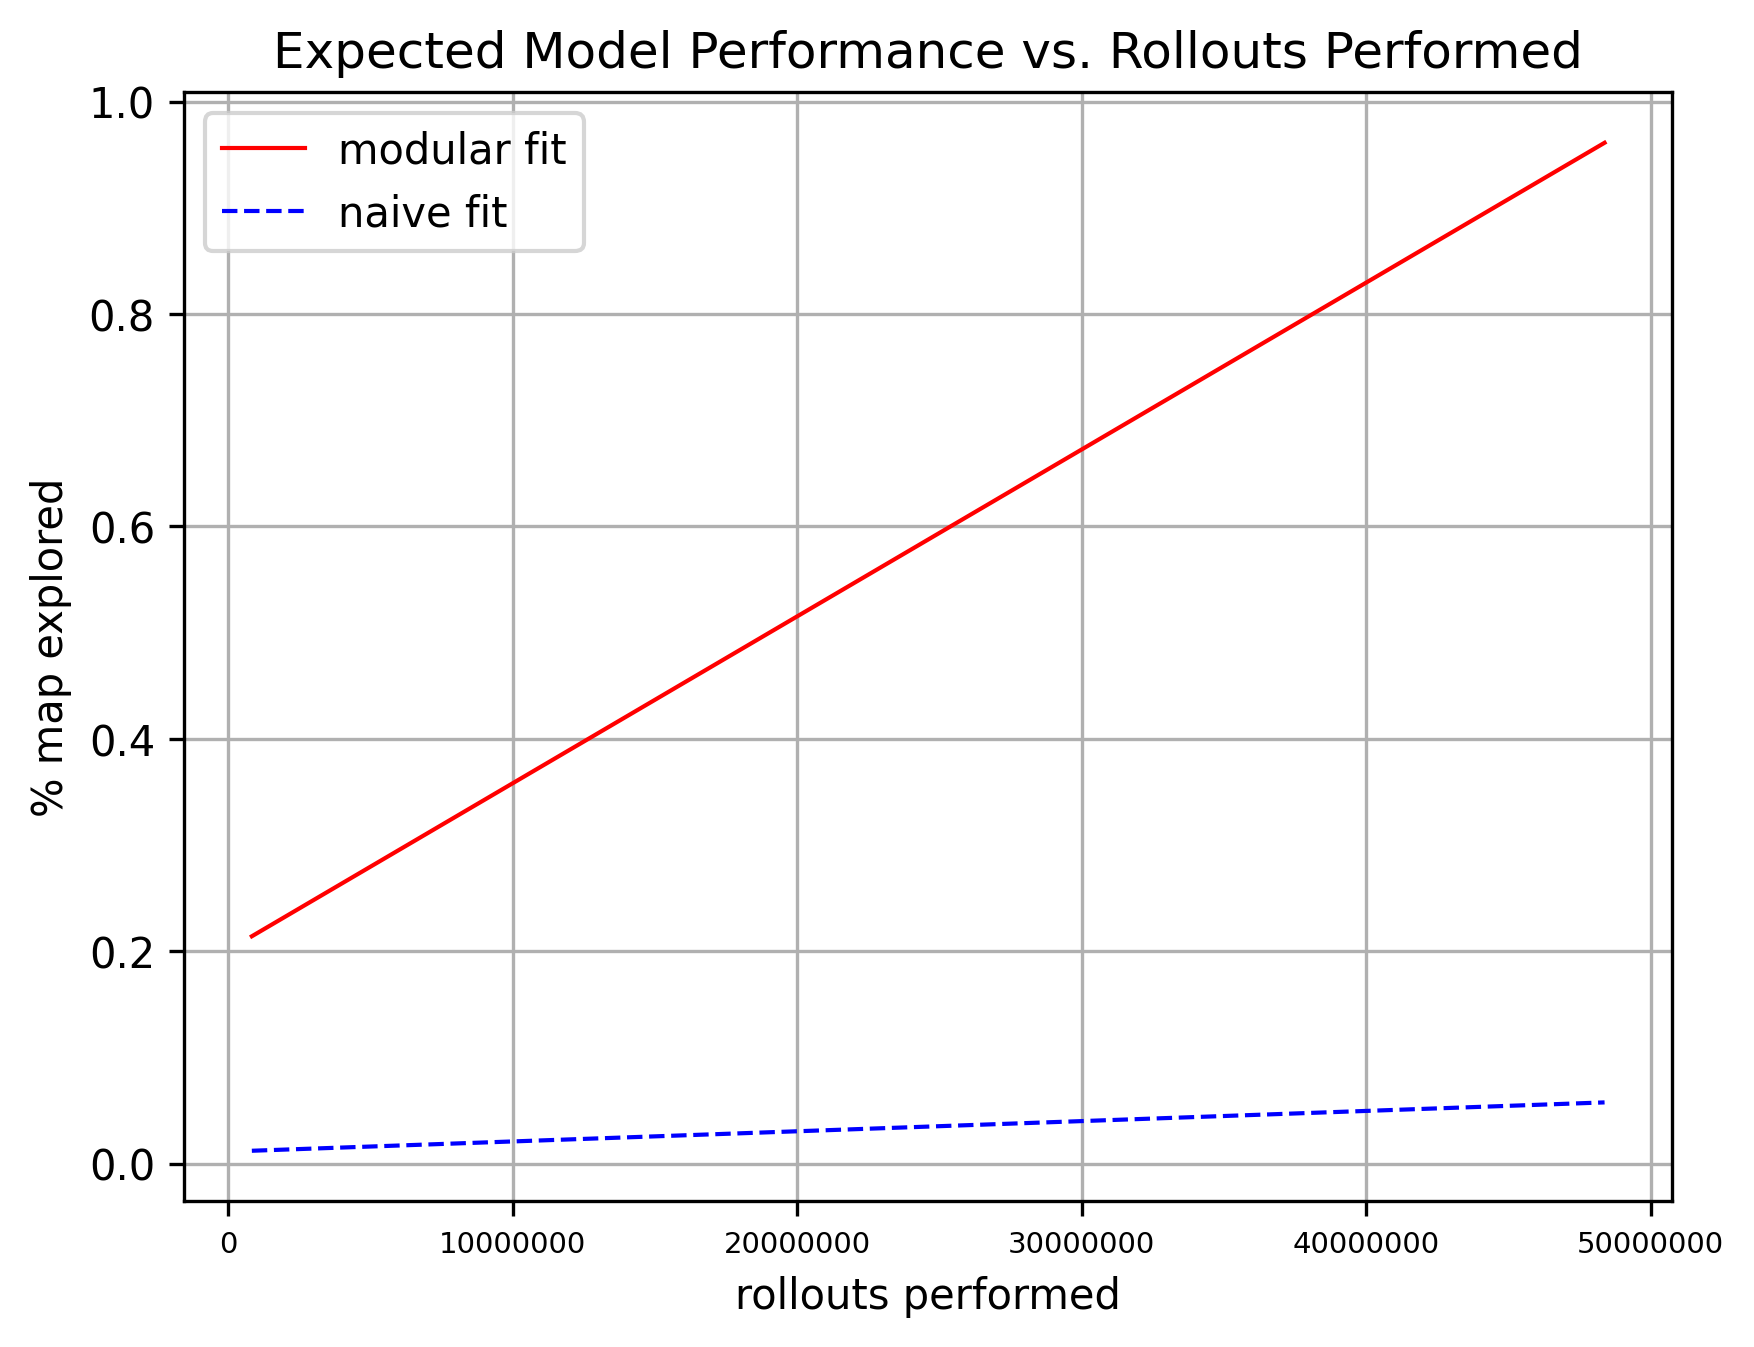 Expected Model Performance vs. Rollouts Performed
1.0
modular fit
naive fit
0.8
0.6
% map explored
0.4
0.2
0.0
0 10000000 20000000 30000000 40000000 50000000
rollouts performed